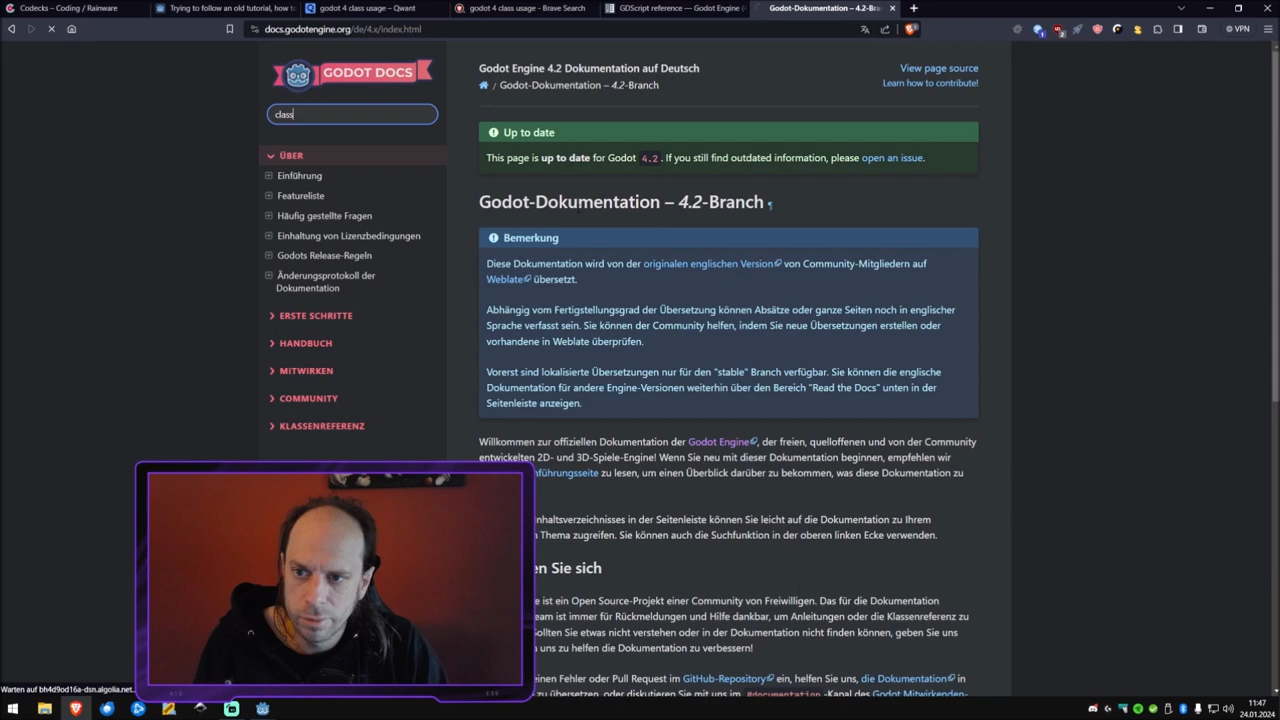 Codecks – Coding / Rainware
Trying to follow an old tutorial, how to
godot 4 class usage - Qwant
godot 4 class usage - Brave Search
GDScript reference — Godot Engine (
Godot-Dokumentation – 4.2-Bra
docs.godotengine.org/de/4.x/index.html
VPN
GODOT DOCS
class
ÜBER
Einführung
Featureliste
Häufig gestellte Fragen
Einhaltung von Lizenzbedingungen
Godots Release-Regeln
Änderungsprotokoll der
Dokumentation
ERSTE SCHRITTE
HANDBUCH
MITWIRKEN
COMMUNITY
KLASSENREFERENZ
Godot Engine 4.2 Dokumentation auf Deutsch
View page source
/ Godot-Dokumentation – 4.2-Branch
Learn how to contribute!
Up to date
This page is up to date for Godot 4.2. If you still find outdated information, please open an issue.
Godot-Dokumentation – 4.2-Branch ¶
Bemerkung
Diese Dokumentation wird von der originalen englischen Version von Community-Mitgliedern auf
Weblate übersetzt.
Abhängig vom Fertigstellungsgrad der Übersetzung können Absätze oder ganze Seiten noch in englischer
Sprache verfasst sein. Sie können der Community helfen, indem Sie neue Übersetzungen erstellen oder
vorhandene in Weblate überprüfen.
Vorerst sind lokalisierte Übersetzungen nur für den "stable" Branch verfügbar. Sie können die englische
Dokumentation für andere Engine-Versionen weiterhin über den Bereich "Read the Docs" unten in der
Seitenleiste anzeigen.
Willkommen zur offiziellen Dokumentation der Godot Engine, der freien, quelloffenen und von der Community
entwickelten 2D- und 3D-Spiele-Engine! Wenn Sie neu mit dieser Dokumentation beginnen, empfehlen wir
nführungsseite zu lesen, um einen Überblick darüber zu bekommen, was diese Dokumentation zu
nhaltsverzeichnisses in der Seitenleiste können Sie leicht auf die Dokumentation zu Ihrem
n Thema zugreifen. Sie können auch die Suchfunktion in der oberen linken Ecke verwenden.
en Sie sich
e ist ein Open Source-Projekt einer Community von Freiwilligen. Das für die Dokumentation
eam ist immer für Rückmeldungen und Hilfe dankbar, um Anleitungen oder die Klassenreferenz zu
Sollten Sie etwas nicht verstehen oder in der Dokumentation nicht finden können, geben Sie uns
n uns zu helfen die Dokumentation zu verbessern!
einen Fehler oder Pull Request im GitHub-Repository ein, helfen Sie uns, die Dokumentation
zu übersetzen, oder diskutieren Sie mit uns im #documentation -Kanal des Godot Mitwirkenden-
Warten auf bh4d9od16a-dsn.algolia.net...
11:47
24.01.2024